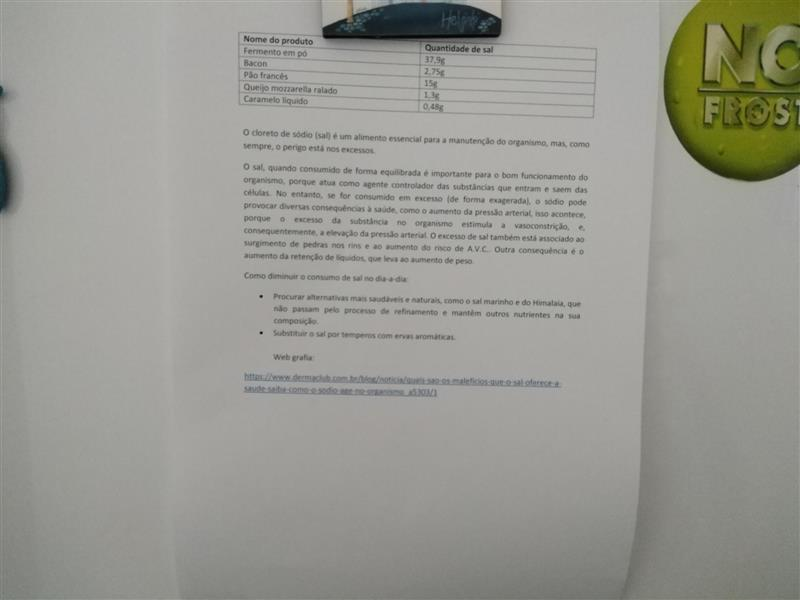 Helsinki
Nome do produto Quantidade de sal
Fermento em pó 37,9g
Bacon 2,75g
Pão francês 15g
Queijo mozzarella ralado 1,3g
Caramelo líquido 0,48g
O cloreto de sódio (sal) é um alimento essencial para a manutenção do organismo, mas, como
sempre, o perigo está nos excessos.
O sal, quando consumido de forma equilibrada é importante para o bom funcionamento do
organismo, porque atua como agente controlador das substâncias que entram e saem das
células. No entanto, se for consumido em excesso (de forma exagerada), o sódio pode
provocar diversas consequências à saúde, como o aumento da pressão arterial, isso acontece,
porque o excesso da substância no organismo estimula a vasoconstrição, e,
consequentemente, a elevação da pressão arterial. O excesso de sal também está associado ao
surgimento de pedras nos rins e ao aumento do risco de A.V.C.. Outra consequência é o
aumento da retenção de líquidos, que leva ao aumento de peso.
Como diminuir o consumo de sal no dia-a-dia:
• Procurar alternativas mais saudáveis e naturais, como o sal marinho e do Himalaia, que
não passam pelo processo de refinamento e mantêm outros nutrientes na sua
composição.
• Substituir o sal por temperos com ervas aromáticas.
Web grafia:
https://www.dermaclub.com.br/blog/noticia/quais-sao-os-maleficios-que-o-sal-oferece-a-
saude-saiba-como-o-sodio-age-no-organismo_a5303/1
NO
FROST